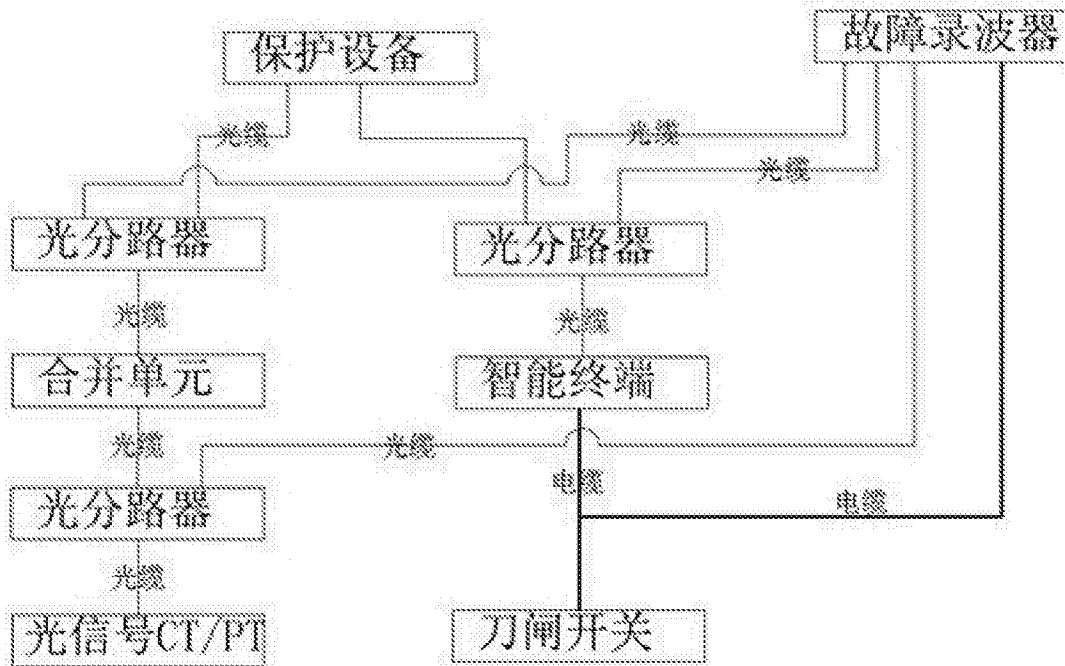 保护设备
故障录波器
光缆
光缆
光缆
光分路器
光分路器
光缆
光缆
合并单元
智能终端
光缆
光缆
电缆
电缆
光分路器
光缆
光信号CT/PT
刀闸开关